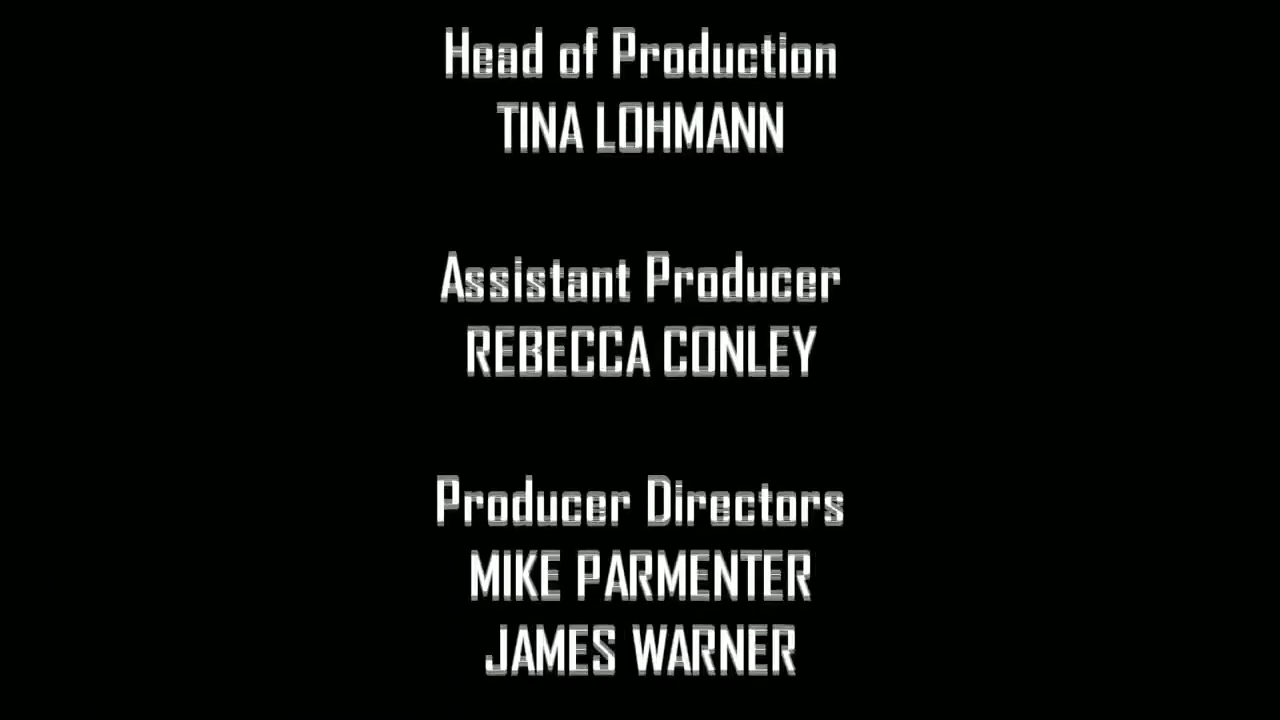 Head of Production
TINA LOHMANN
Assistant Producer
REBECCA CONLEY
Producer Directors
MIKE PARMENTER
JAMES WARNER